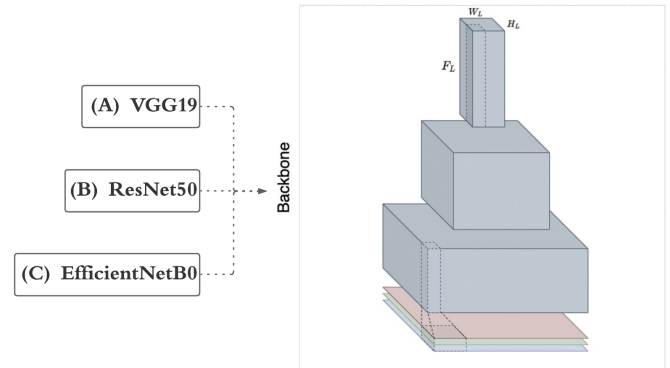 (A) VGG19
(B) ResNet50
(C) EfficientNetB0
Backbone
W_L
H_L
F_L